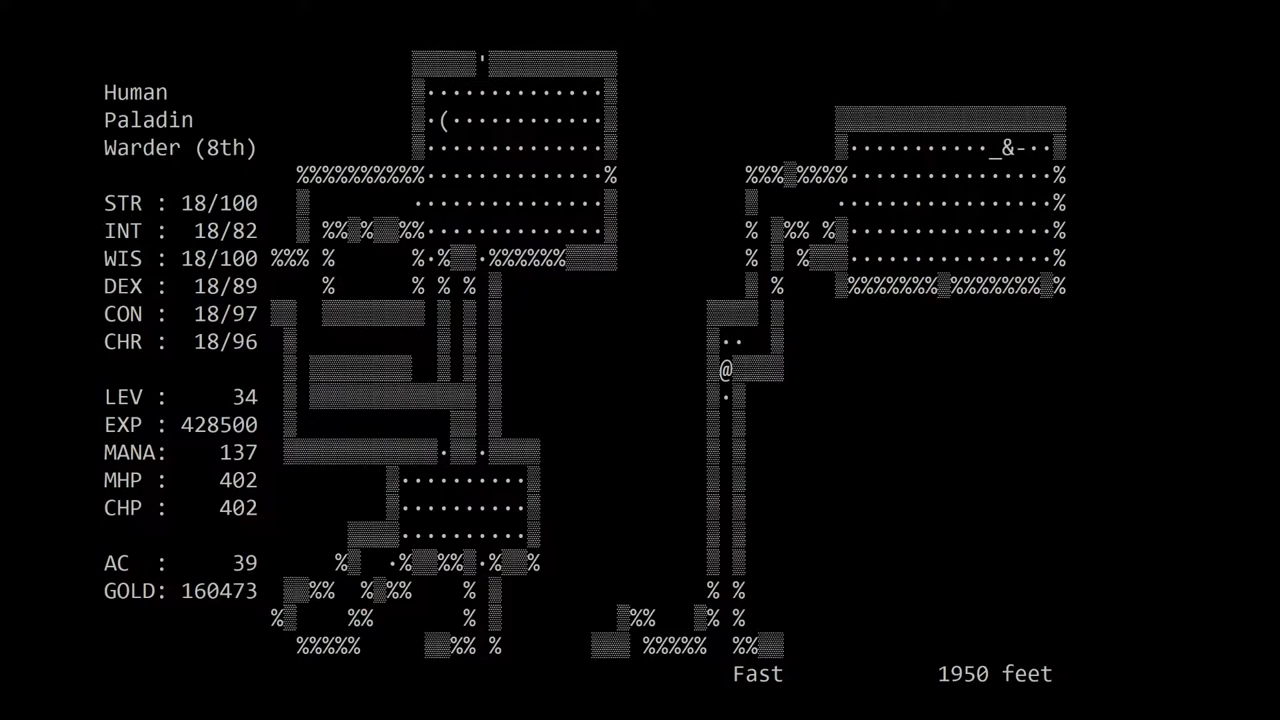 Human
Paladin
Warder (8th)
STR : 18/100
INT : 18/82
WIS : 18/100
DEX : 18/89
CON : 18/97
CHR : 18/96
LEV : 34
EXP : 428500
MANA: 137
MHP : 402
CHP : 402
AC : 39
GOLD: 160473
Fast 1950 feet